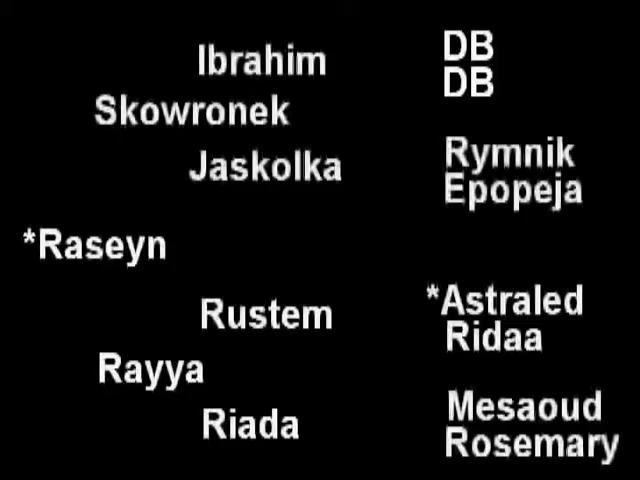 Ibrahim
DB
DB
Skowronek
Jaskolka
Rymnik
Epopeja
*Raseyn
Rustem
*Astraled
Ridaa
Rayya
Riada
Mesaoud
Rosemary